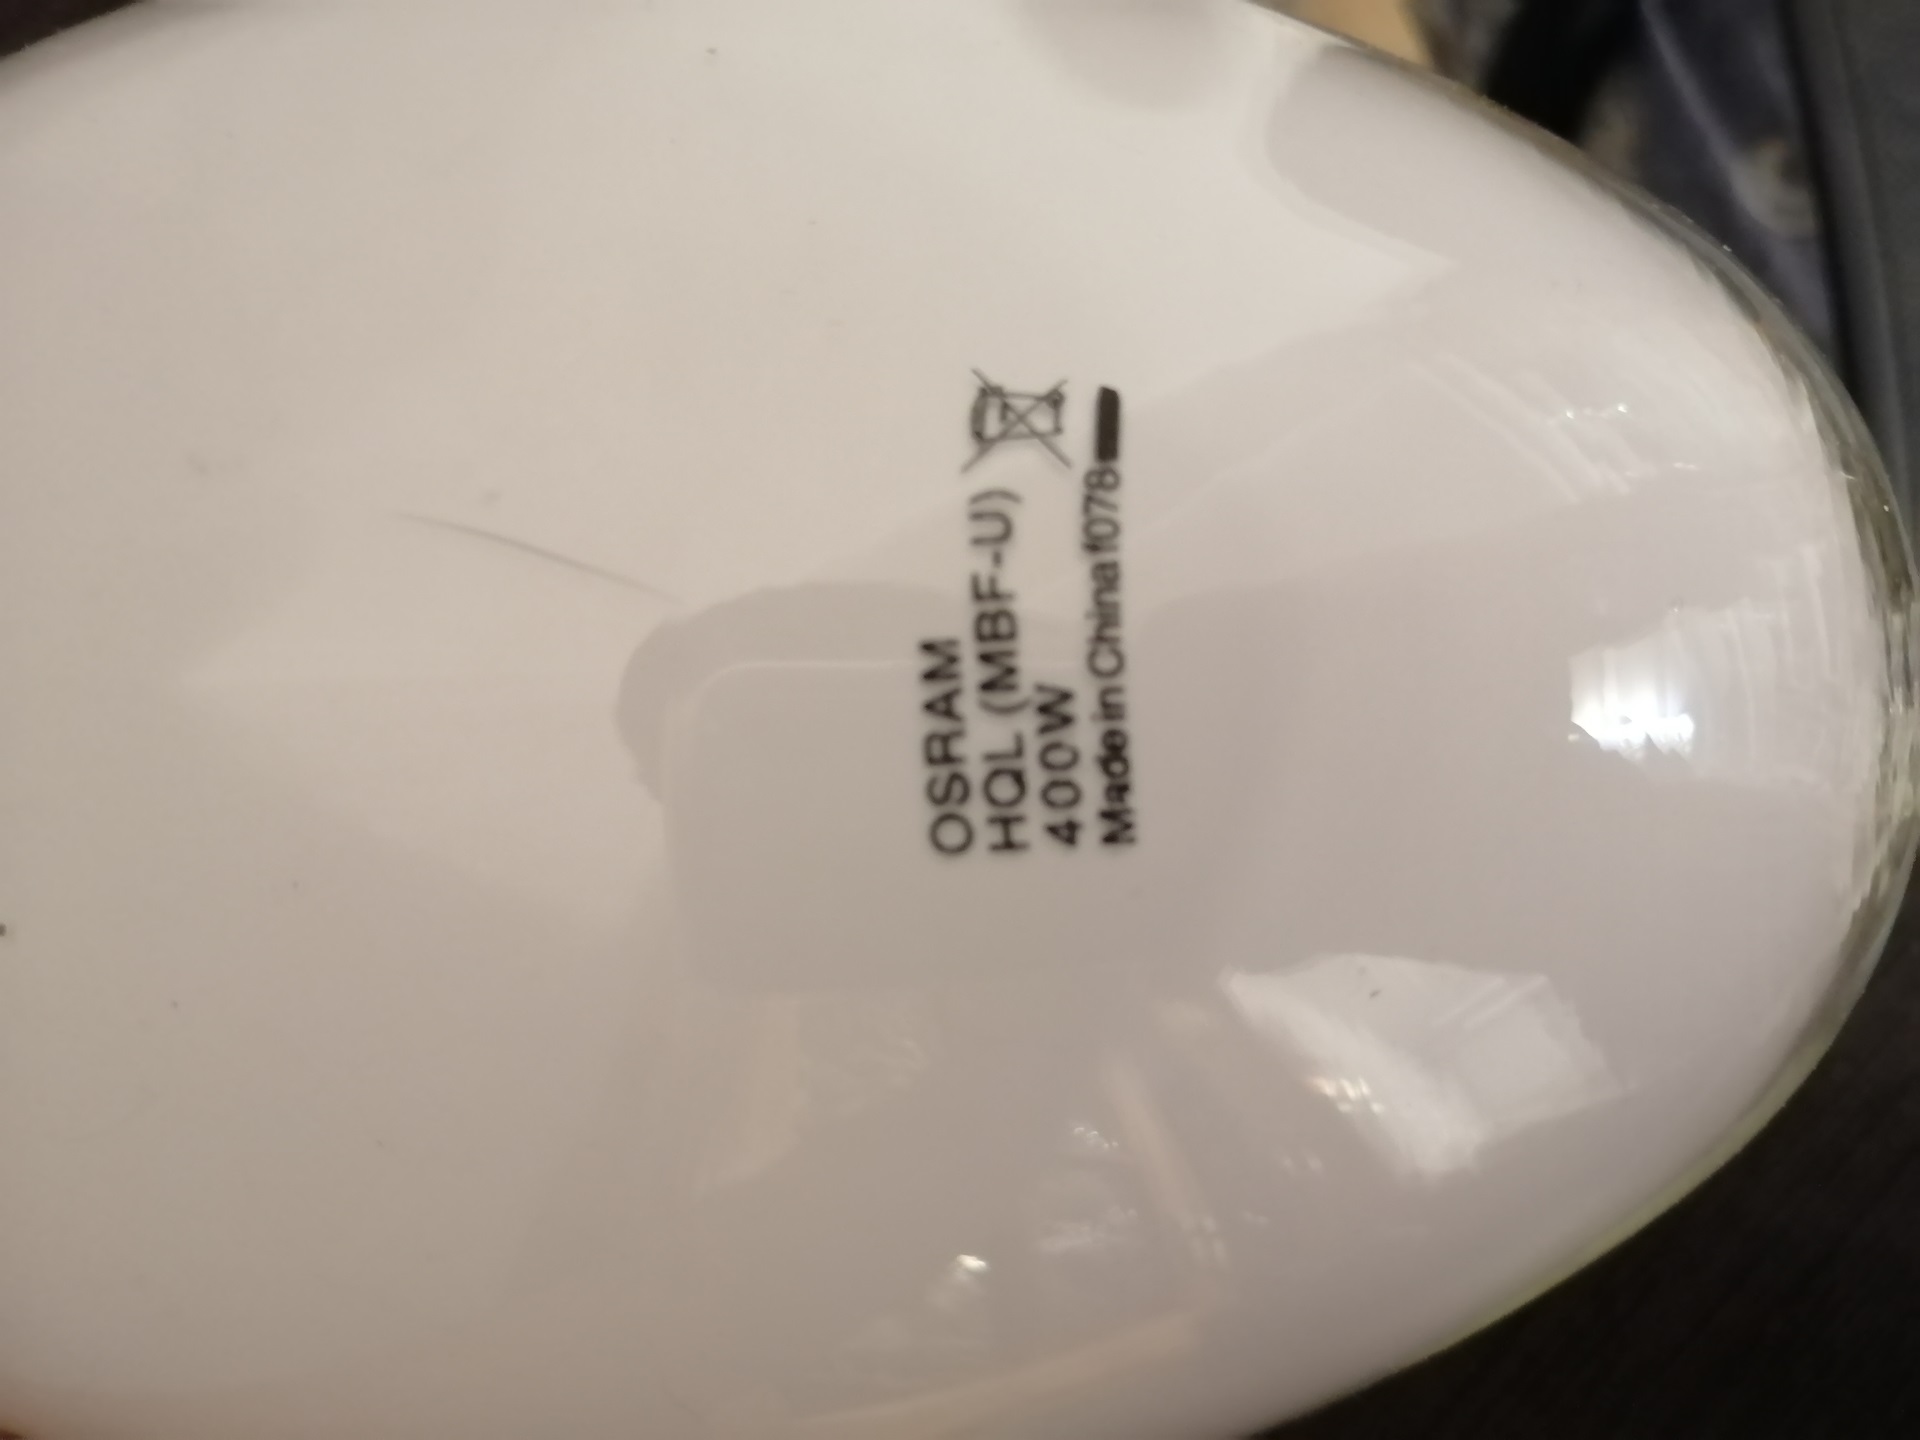 OSRAM
HQL (MBF-U)
400W
Made in China f078